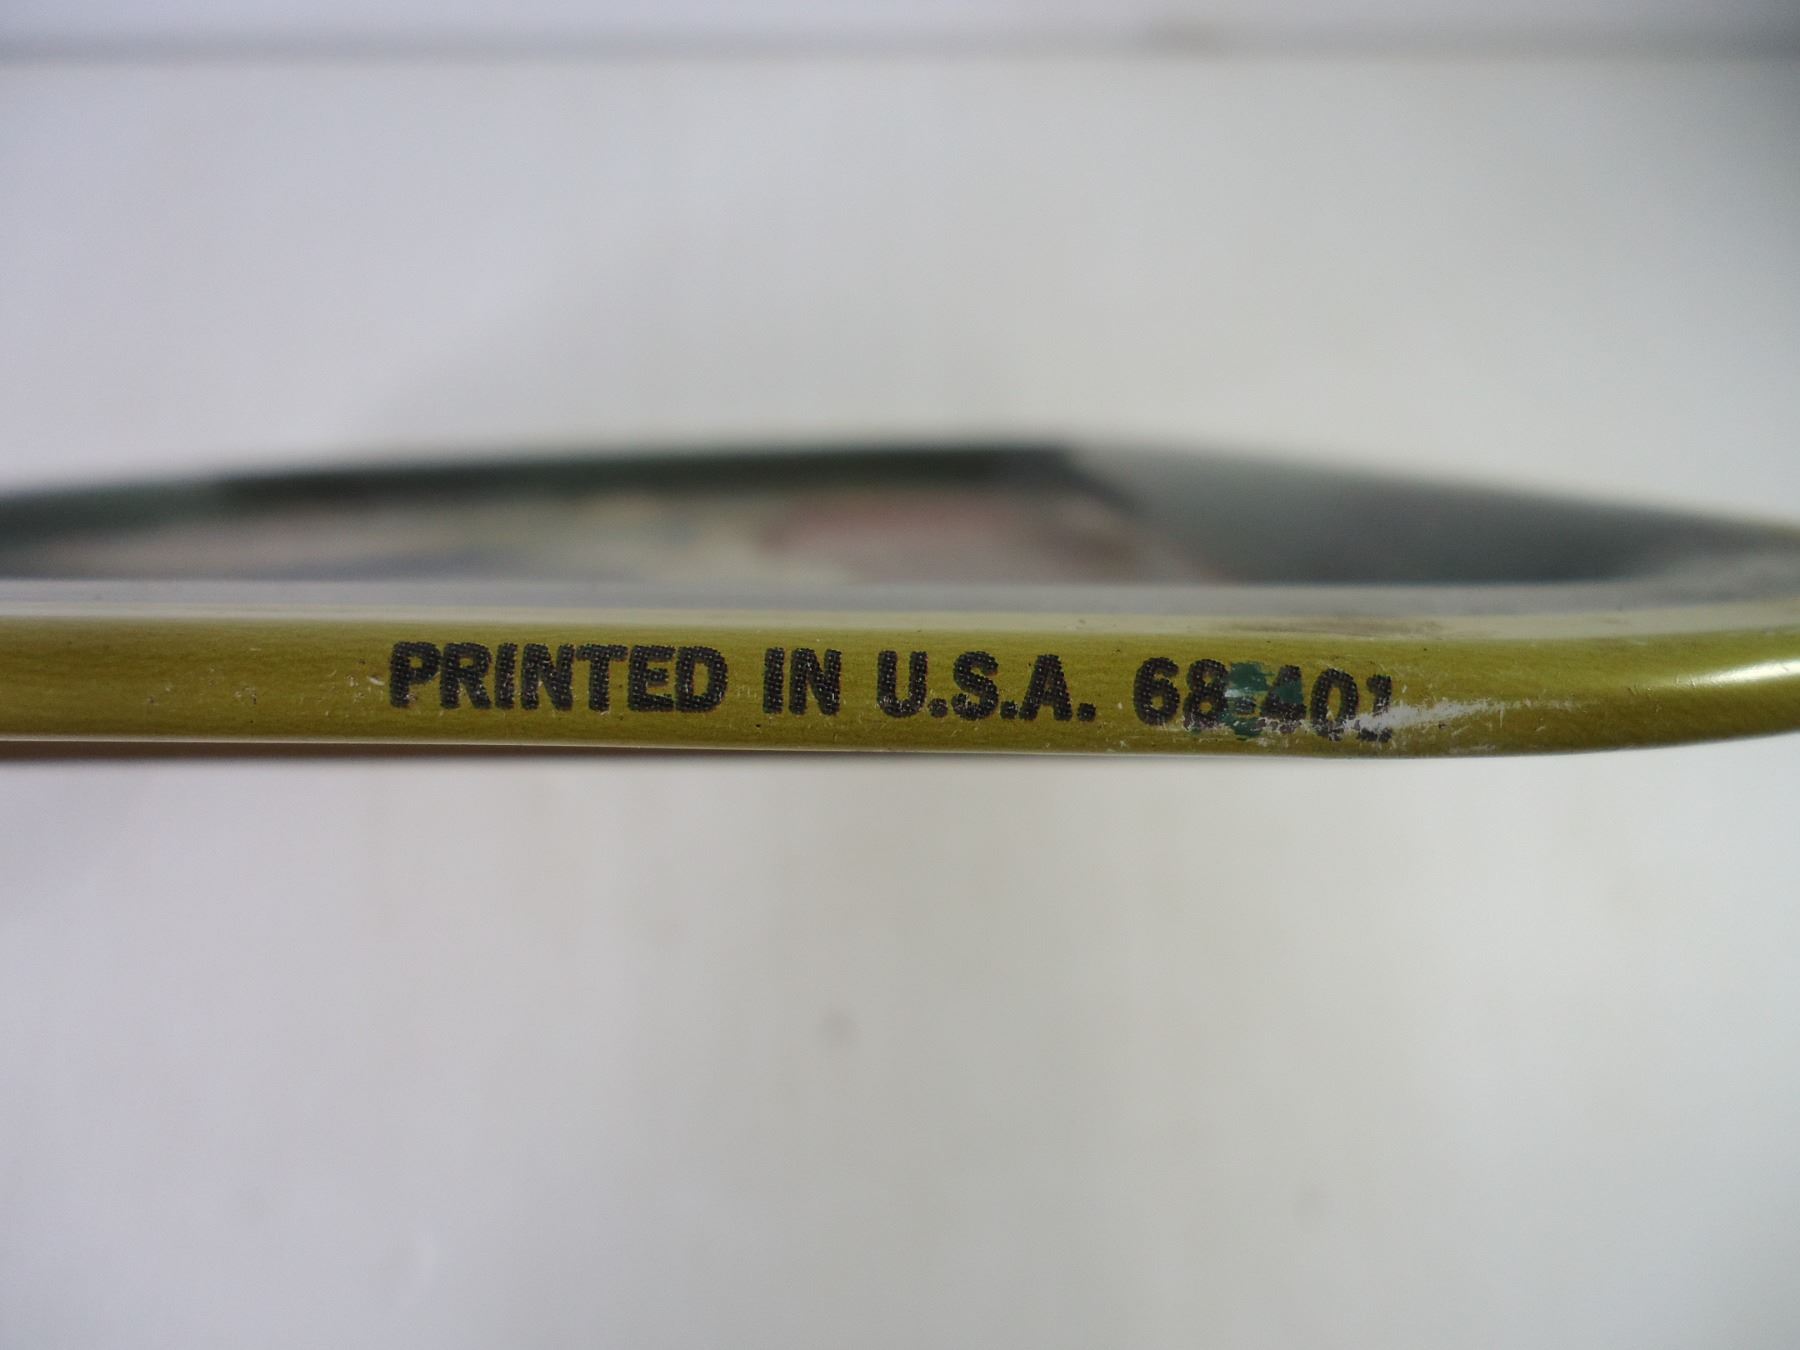 PRINTED IN U.S.A. 68-401